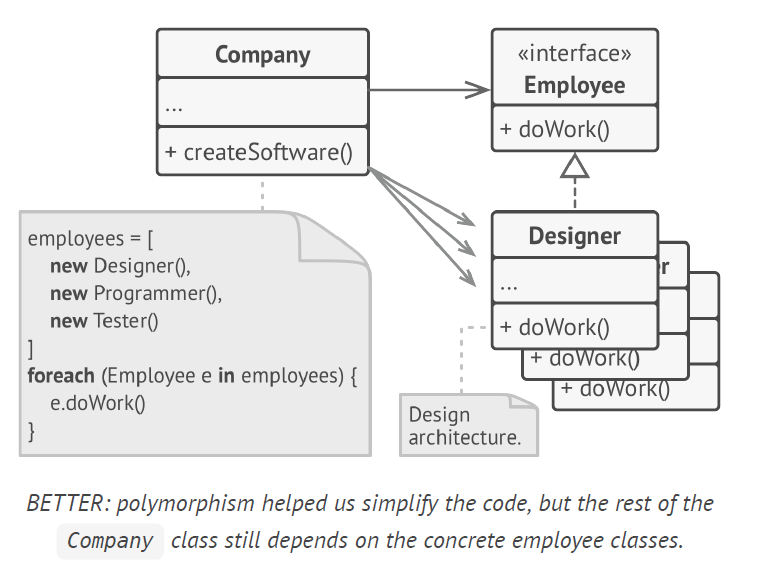 Company
...
+ createSoftware()
«interface»
Employee
+ doWork()
employees = [
new Designer(),
new Programmer(),
new Tester()
]
foreach (Employee e in employees) {
e.doWork()
}
Designer
...
+ doWork()
r
+ doWork()
+ doWork()
Design
architecture.
BETTER: polymorphism helped us simplify the code, but the rest of the
Company class still depends on the concrete employee classes.